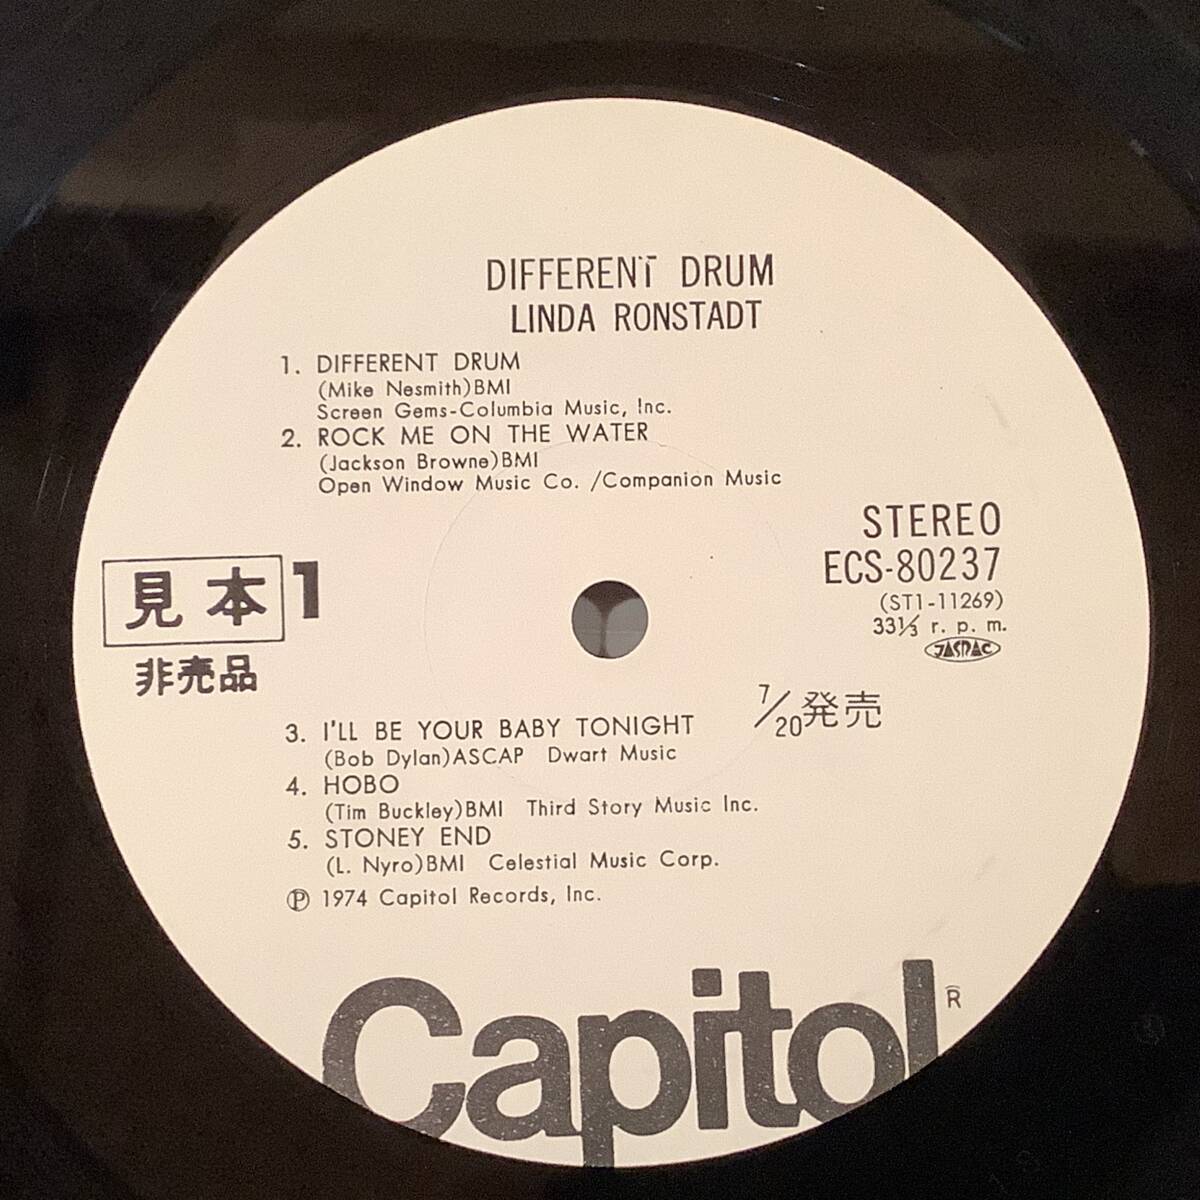 DIFFERENT DRUM
LINDA RONSTADT
1. DIFFERENT DRUM
(Mike Nesmith)BMI
Screen Gems-Columbia Music, Inc.
2. ROCK ME ON THE WATER
(Jackson Browne)BMI
Open Window Music Co. /Companion Music
STEREO
ECS-80237
(ST1-11269)
33⅓ r. p. m.
JASRAC
見本 1
非売品
7/20発売
3. I'LL BE YOUR BABY TONIGHT
(Bob Dylan)ASCAP Dwart Music
4. HOBO
(Tim Buckley)BMI Third Story Music Inc.
5. STONEY END
(L. Nyro)BMI Celestial Music Corp.
Ⓟ 1974 Capitol Records, Inc.
Capitol ®